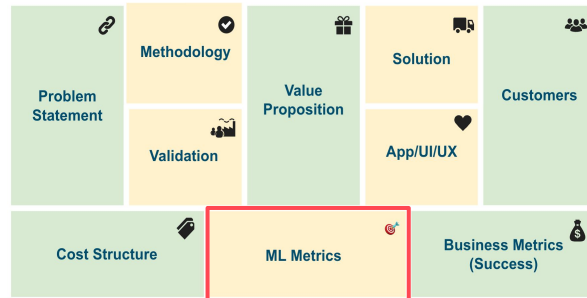 Problem
Statement
Methodology
Validation
Value
Proposition
Solution
App/UI/UX
Customers
Cost Structure
ML Metrics
Business Metrics
(Success)
$